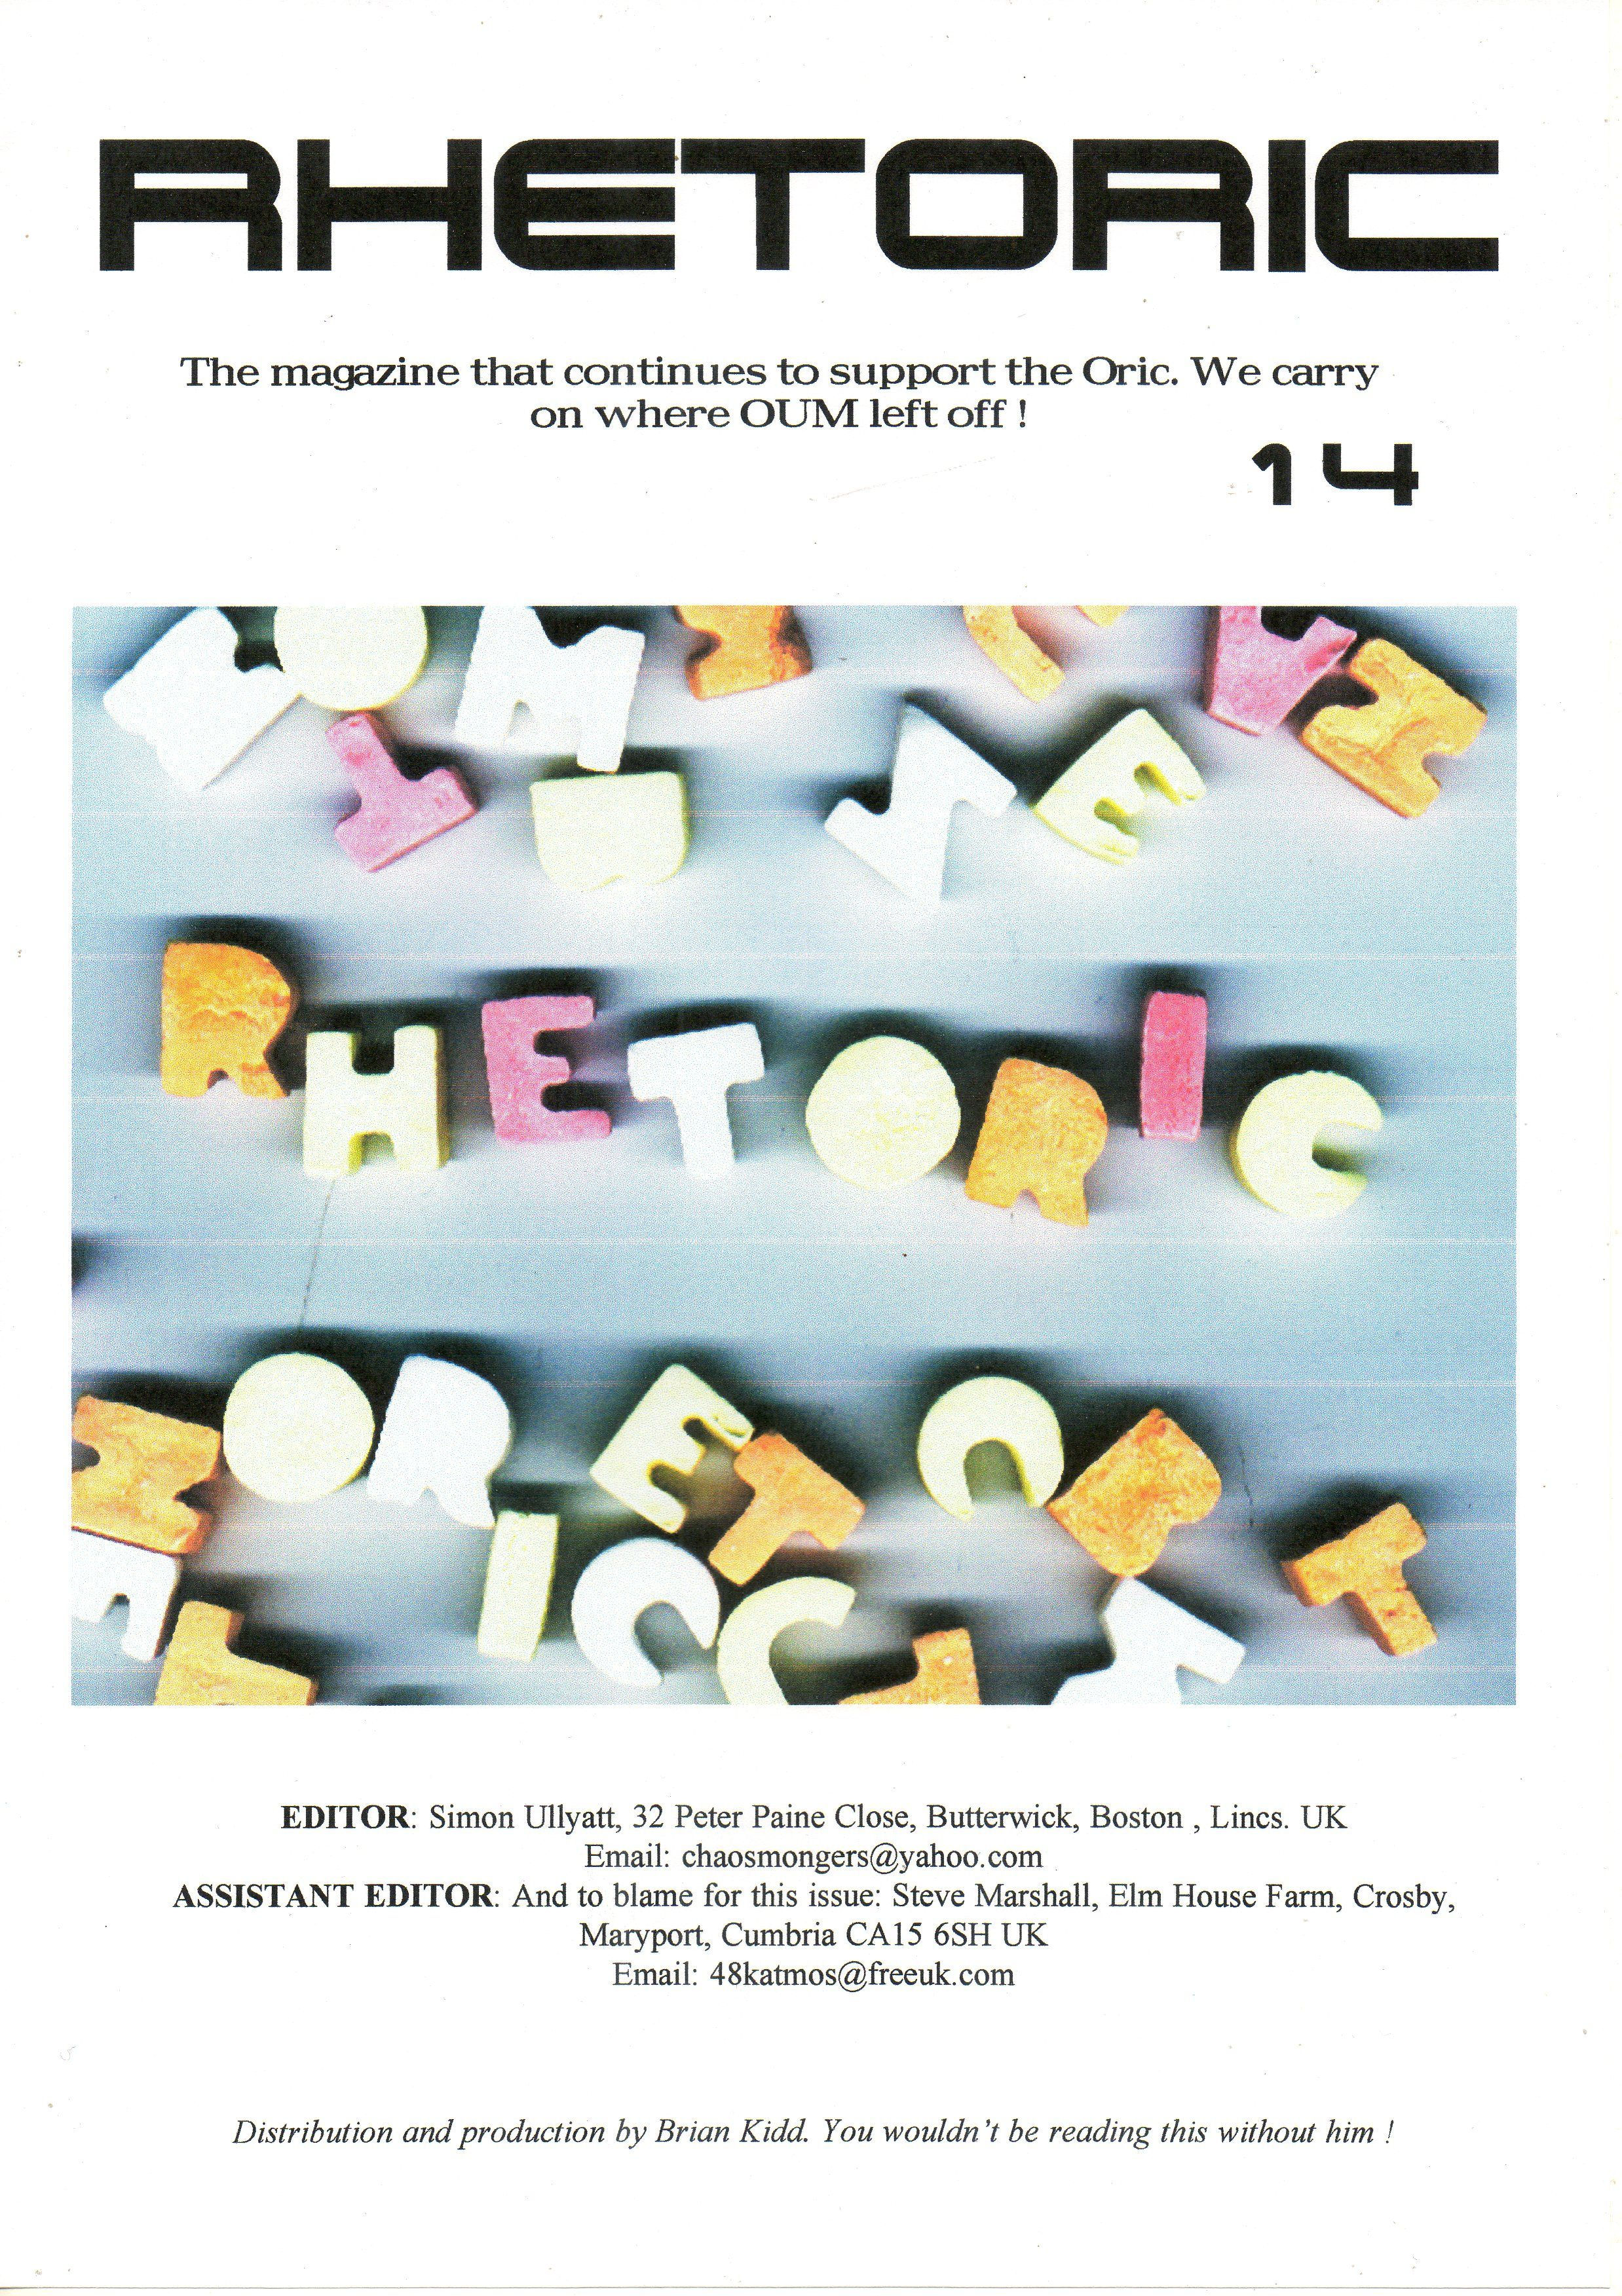 RHETORIC
The magazine that continues to support the Oric. We carry
on where OUM left off !
14
RHETORIC
EDITOR: Simon Ullyatt, 32 Peter Paine Close, Butterwick, Boston , Lincs. UK
Email: chaosmongers@yahoo.com
ASSISTANT EDITOR: And to blame for this issue: Steve Marshall, Elm House Farm, Crosby,
Maryport, Cumbria CA15 6SH UK
Email: 48katmos@freeuk.com
Distribution and production by Brian Kidd. You wouldn't be reading this without him !